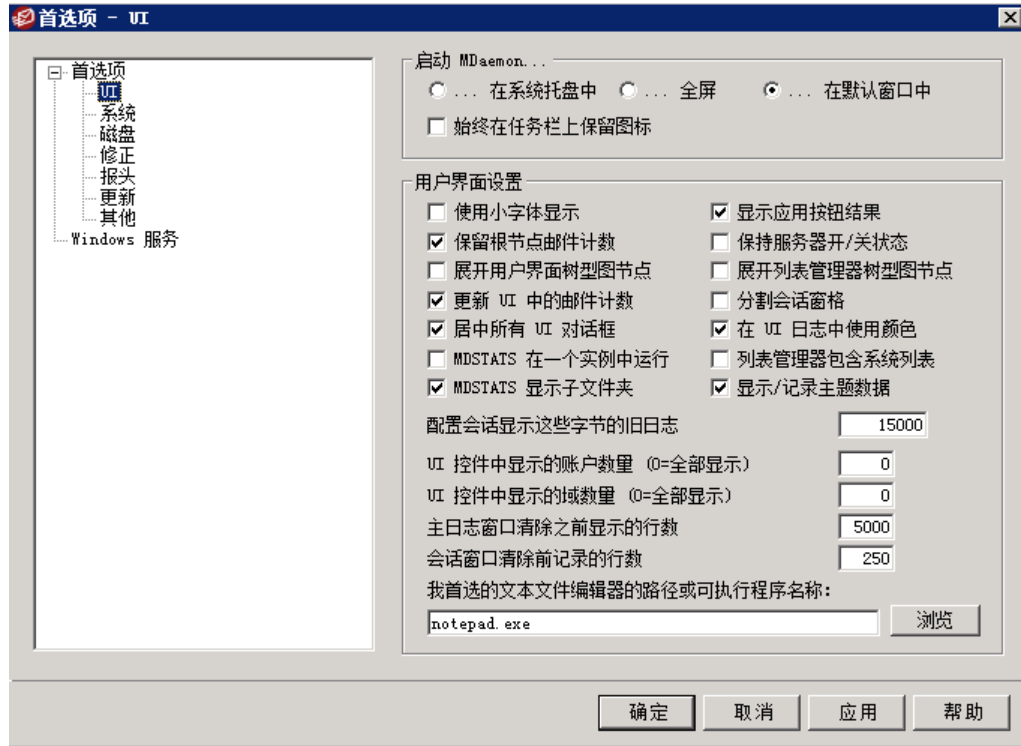 首选项 - UI
首选项
UI
系统
磁盘
修正
报头
更新
其他
Windows 服务
启动 MDaemon...
... 在系统托盘中 ... 全屏 ... 在默认窗口中
始终在任务栏上保留图标
用户界面设置
使用小字体显示 显示应用按钮结果
保留根节点邮件计数 保持服务器开/关状态
展开用户界面树型图节点 展开列表管理器树型图节点
更新 UI 中的邮件计数 分割会话窗格
居中所有 UI 对话框 在 UI 日志中使用颜色
MDSTATS 在一个实例中运行 列表管理器包含系统列表
MDSTATS 显示子文件夹 显示/记录主题数据
配置会话显示这些字节的旧日志 15000
UI 控件中显示的账户数量 (0=全部显示) 0
UI 控件中显示的域数量 (0=全部显示) 0
主日志窗口清除之前显示的行数 5000
会话窗口清除前记录的行数 250
我首选的文本文件编辑器的路径或可执行程序名称:
notepad.exe 浏览
确定 取消 应用 帮助